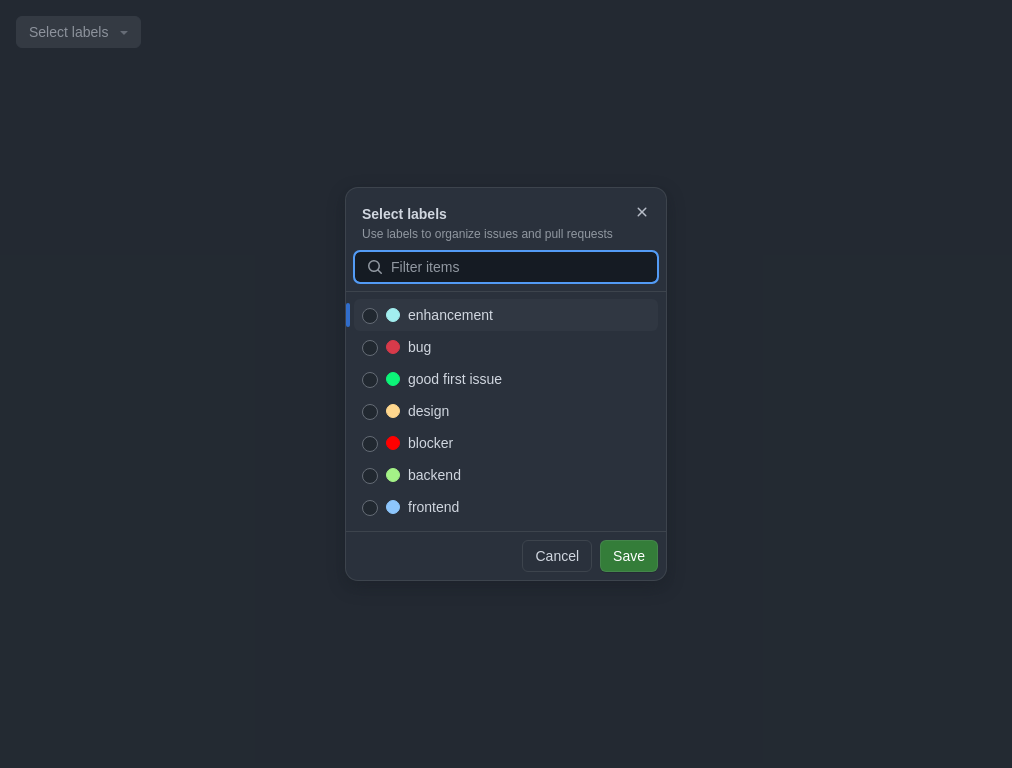 Select labels
Select labels
Use labels to organize issues and pull requests
Filter items
enhancement
bug
good first issue
design
blocker
backend
frontend
Cancel
Save